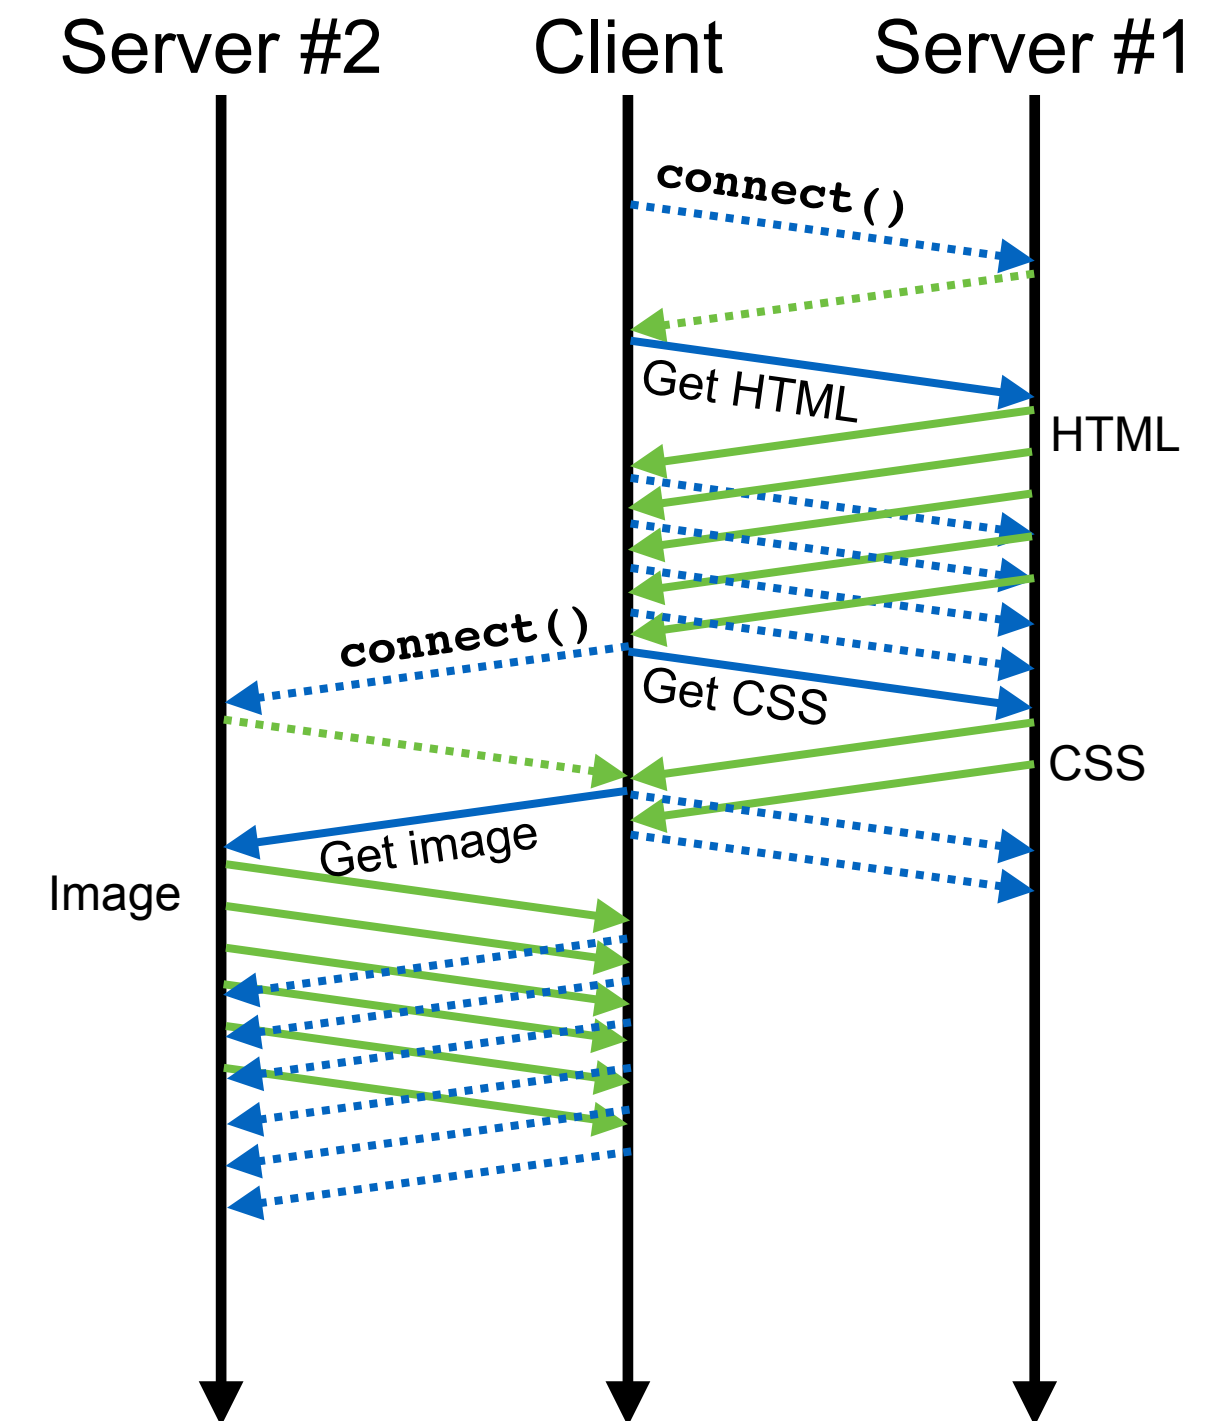 Server #2
Client
Server #1
connect()
Get HTML
HTML
connect()
Get CSS
CSS
Get image
Image